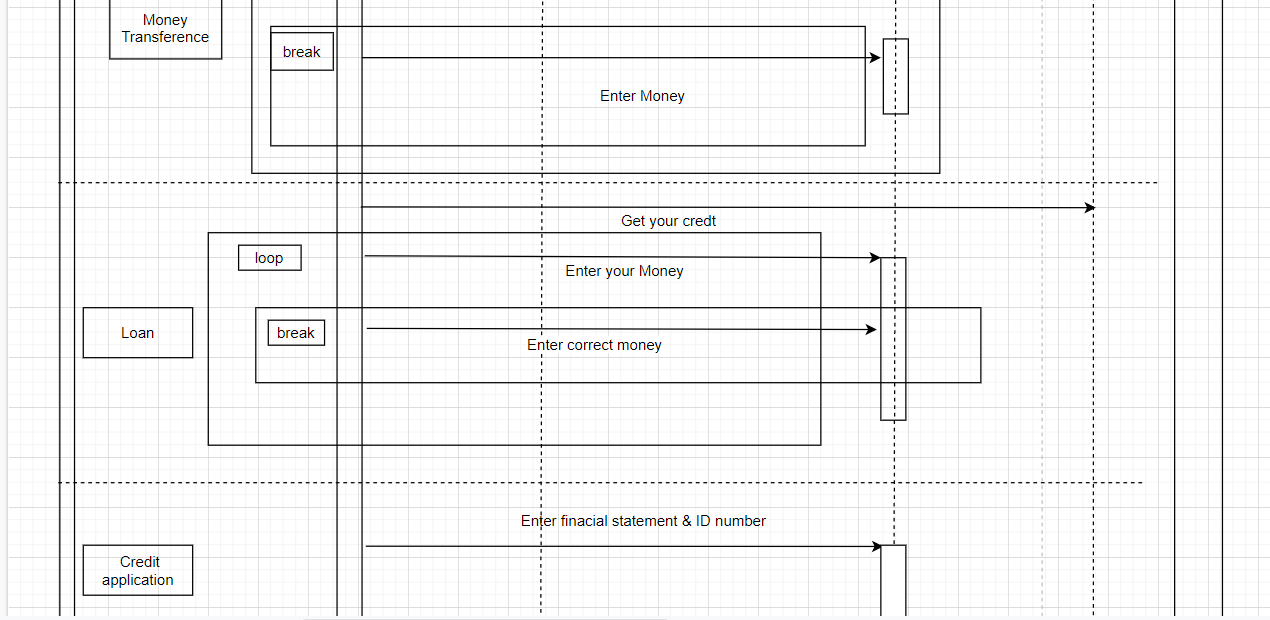 Money
Transference
break
Enter Money
Get your credt
loop
Enter your Money
Loan
break
Enter correct money
Enter finacial statement & ID number
Credit
application